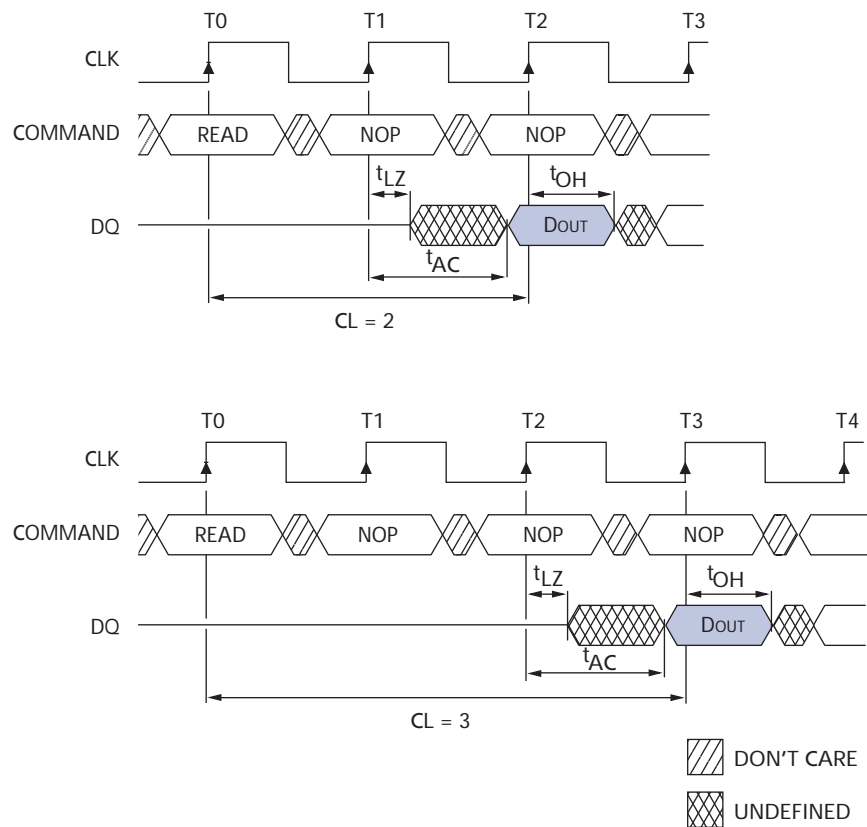 T0 T1 T2 T3
CLK
COMMAND READ NOP NOP
tLZ tOH
DQ DOUT
tAC
CL = 2
T0 T1 T2 T3 T4
CLK
COMMAND READ NOP NOP NOP
tLZ tOH
DQ DOUT
tAC
CL = 3
DON'T CARE
UNDEFINED